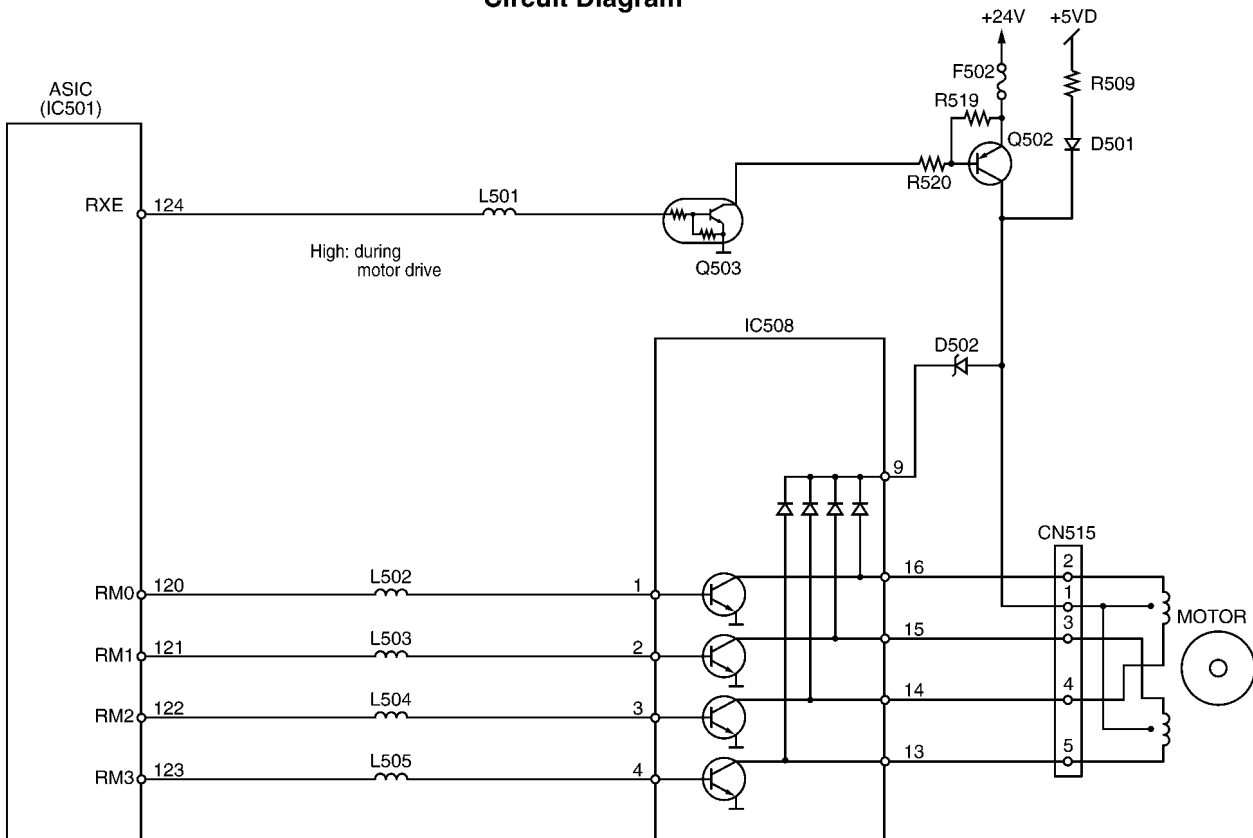 Circuit Diagram
+24V +5VD
F502
R509
ASIC
(IC501)
R519
Q502
D501
R520
RXE 124
L501
High: during
motor drive
Q503
IC508
D502
9
CN515
RM0 120 L502 1 16 2
1
MOTOR
RM1 121 L503 2 15 3
RM2 122 L504 3 14 4
RM3 123 L505 4 13 5